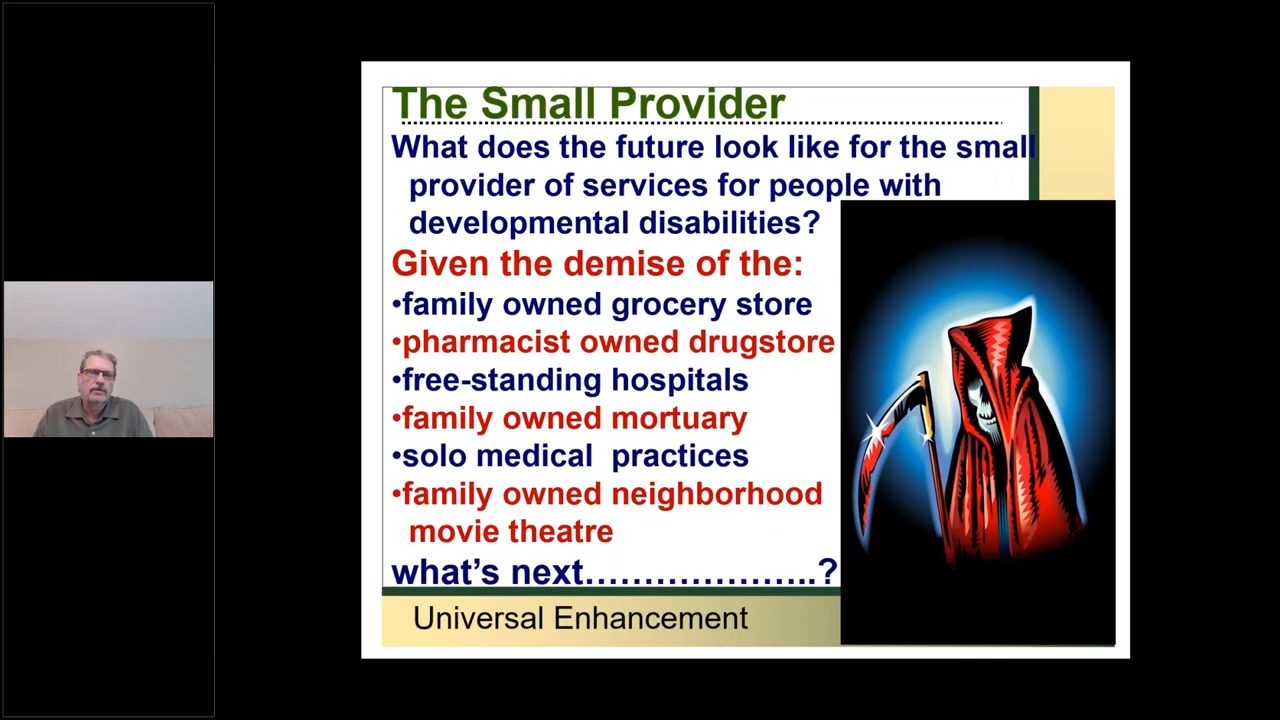 The Small Provider
What does the future look like for the small
provider of services for people with
developmental disabilities?
Given the demise of the:
•family owned grocery store
•pharmacist owned drugstore
•free-standing hospitals
•family owned mortuary
•solo medical  practices
•family owned neighborhood
movie theatre
what’s next…………………..?
Universal Enhancement